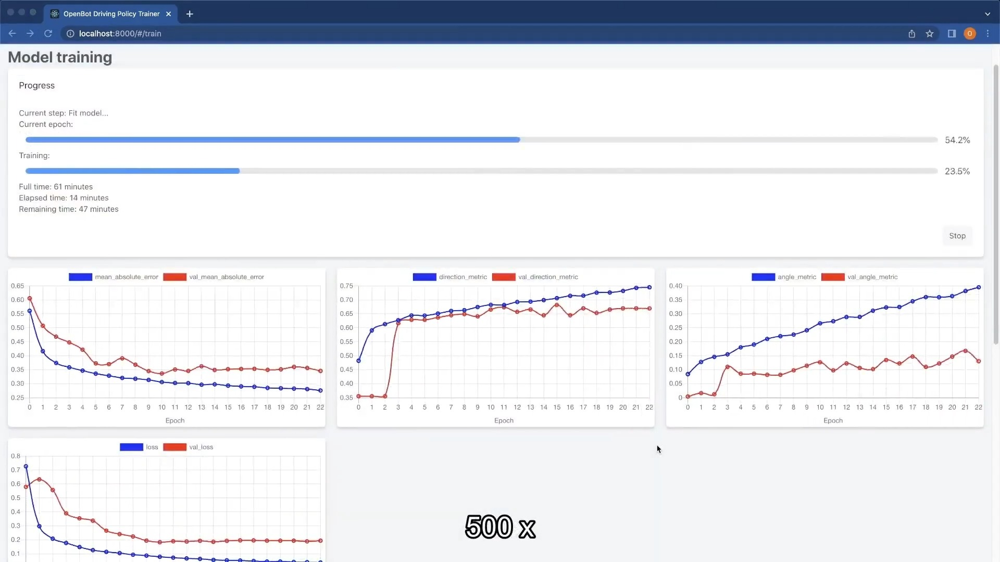 OpenBot Driving Policy Trainer
localhost:8000/#/train
O
Model training
Progress
Current step: Fit model...
Current epoch:
54.2%
Training:
23.5%
Full time: 61 minutes
Elapsed time: 14 minutes
Remaining time: 47 minutes
Stop
mean_absolute_error val_mean_absolute_error
0.65
0.60
0.55
0.50
0.45
0.40
0.35
0.30
0.25
0 1 2 3 4 5 6 7 8 9 10 11 12 13 14 15 16 17 18 19 20 21 22
Epoch
direction_metric val_direction_metric
0.75
0.70
0.65
0.60
0.55
0.50
0.45
0.40
0.35
0 1 2 3 4 5 6 7 8 9 10 11 12 13 14 15 16 17 18 19 20 21 22
Epoch
angle_metric val_angle_metric
0.40
0.35
0.30
0.25
0.20
0.15
0.10
0.05
0
0 1 2 3 4 5 6 7 8 9 10 11 12 13 14 15 16 17 18 19 20 21 22
Epoch
loss val_loss
0.8
0.7
0.6
0.5
0.4
0.3
0.2
0.1
500 x